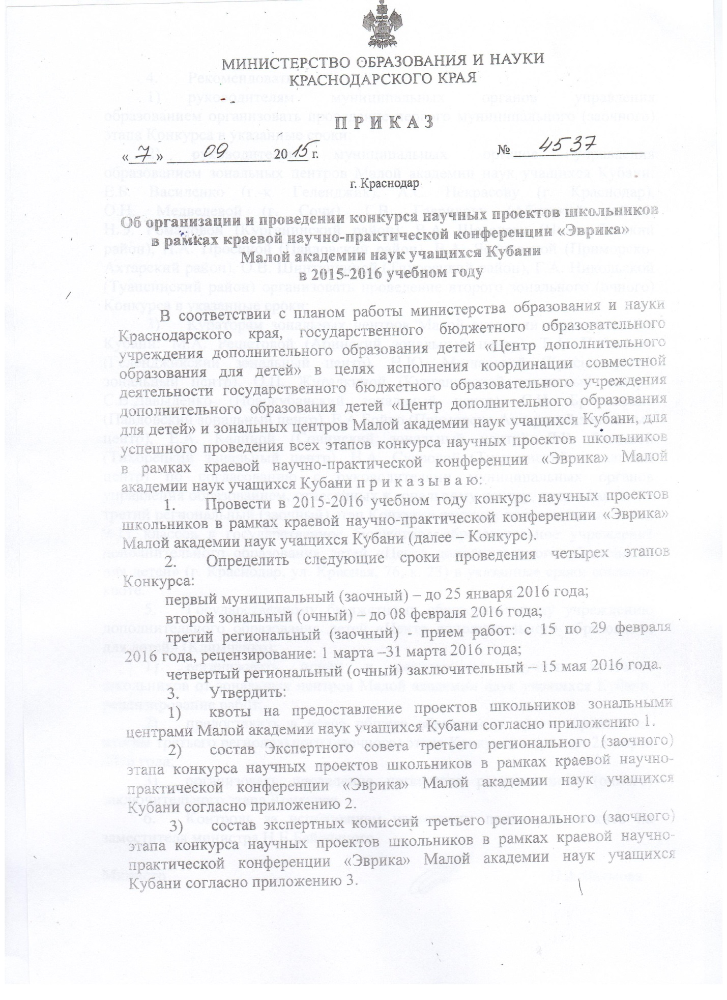 МИНИСТЕРСТВО ОБРАЗОВАНИЯ И НАУКИ
КРАСНОДАРСКОГО КРАЯ
П Р И К А З
« 7 » 09 2015 г. № 4537
г. Краснодар
Об организации и проведении конкурса научных проектов школьников
в рамках краевой научно-практической конференции «Эврика»
Малой академии наук учащихся Кубани
в 2015-2016 учебном году
В соответствии с планом работы министерства образования и науки
Краснодарского края, государственного бюджетного образовательного
учреждения дополнительного образования детей «Центр дополнительного
образования для детей» в целях исполнения координации совместной
деятельности государственного бюджетного образовательного учреждения
дополнительного образования детей «Центр дополнительного образования
для детей» и зональных центров Малой академии наук учащихся Кубани, для
успешного проведения всех этапов конкурса научных проектов школьников
в рамках краевой научно-практической конференции «Эврика» Малой
академии наук учащихся Кубани п р и к а з ы в а ю:
1. Провести в 2015-2016 учебном году конкурс научных проектов
школьников в рамках краевой научно-практической конференции «Эврика»
Малой академии наук учащихся Кубани (далее – Конкурс).
2. Определить следующие сроки проведения четырех этапов
Конкурса:
первый муниципальный (заочный) – до 25 января 2016 года;
второй зональный (очный) – до 08 февраля 2016 года;
третий региональный (заочный) - прием работ: с 15 по 29 февраля
2016 года, рецензирование: 1 марта –31 марта 2016 года;
четвертый региональный (очный) заключительный – 15 мая 2016 года.
3. Утвердить:
1) квоты на предоставление проектов школьников зональными
центрами Малой академии наук учащихся Кубани согласно приложению 1.
2) состав Экспертного совета третьего регионального (заочного)
этапа конкурса научных проектов школьников в рамках краевой научно-
практической конференции «Эврика» Малой академии наук учащихся
Кубани согласно приложению 2.
3) состав экспертных комиссий третьего регионального (заочного)
этапа конкурса научных проектов школьников в рамках краевой научно-
практической конференции «Эврика» Малой академии наук учащихся
Кубани согласно приложению 3.